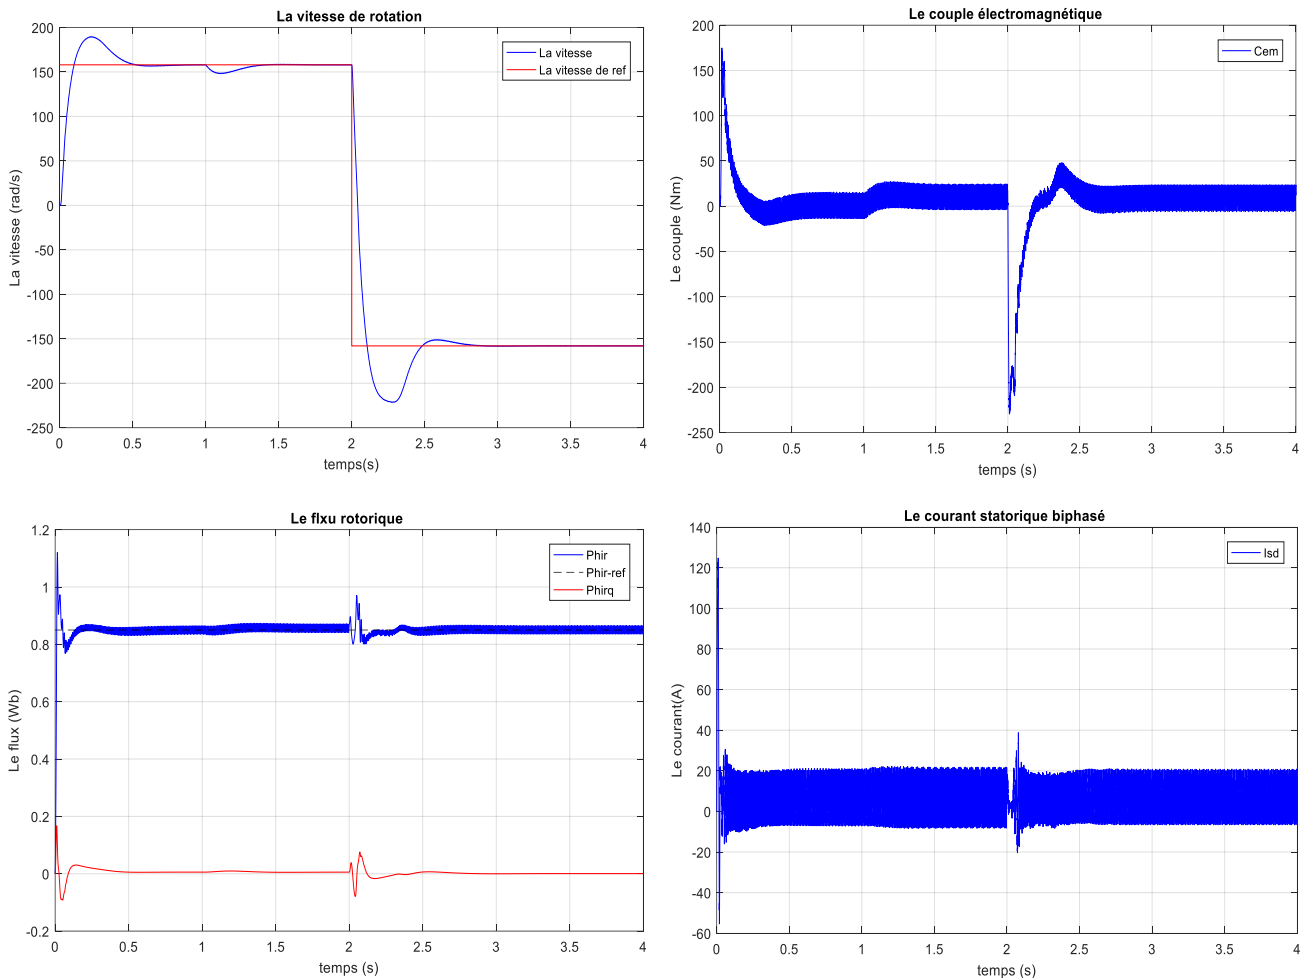 La vitesse de rotation
La vitesse (rad/s)
200
150
100
50
0
-50
-100
-150
-200
-250
La vitesse
La vitesse de ref
0 0.5 1 1.5 2 2.5 3 3.5 4
temps(s)
Le couple électromagnétique
Le couple (Nm)
200
150
100
50
0
-50
-100
-150
-200
-250
Cem
0 0.5 1 1.5 2 2.5 3 3.5 4
temps (s)
Le flxu rotorique
Le flux (Wb)
1.2
1
0.8
0.6
0.4
0.2
0
-0.2
Phir
Phir-ref
Phirq
0 0.5 1 1.5 2 2.5 3 3.5 4
temps (s)
Le courant statorique biphasé
Le courant(A)
140
120
100
80
60
40
20
0
-20
-40
-60
Isd
0 0.5 1 1.5 2 2.5 3 3.5 4
temps (s)